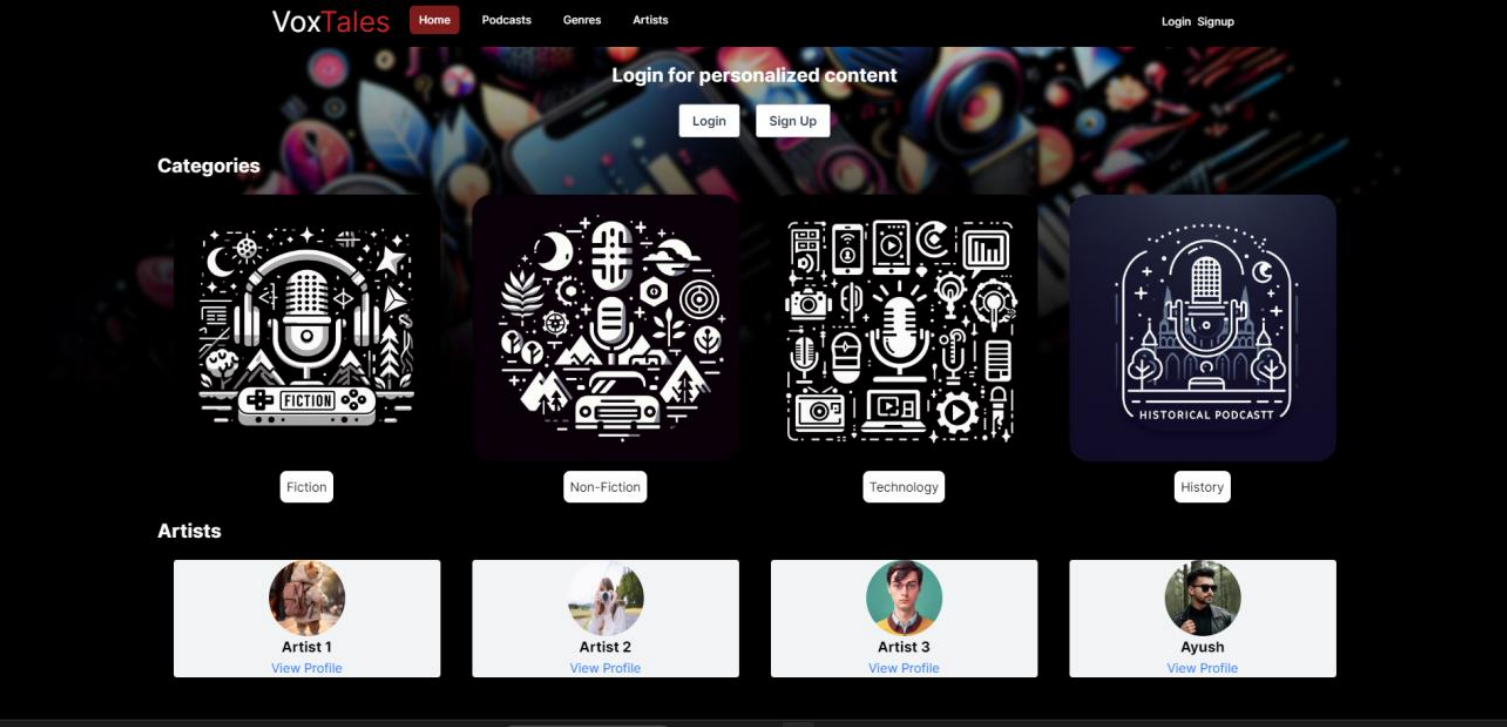 VoxTales Home Podcasts Genres Artists Login Signup
Login for personalized content
Login Sign Up
Categories
FICTION
HISTORICAL PODCASTT
Fiction Non-Fiction Technology History
Artists
Artist 1 Artist 2 Artist 3 Ayush
View Profile View Profile View Profile View Profile